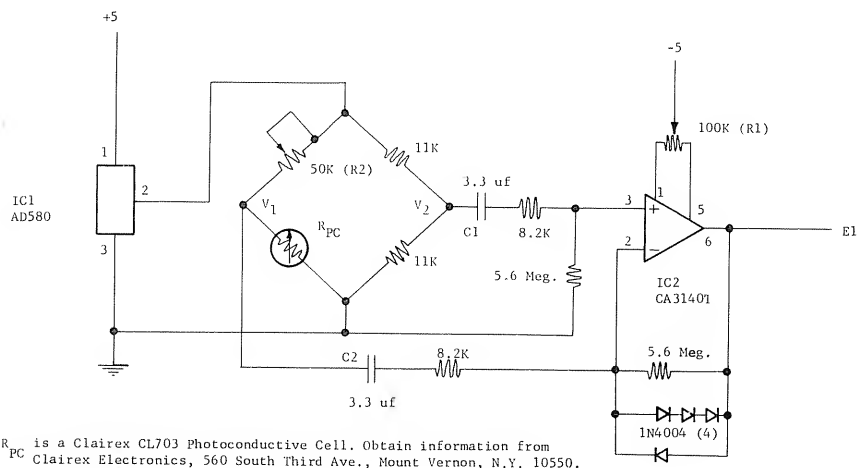 +5
-5
100K (R1)
11K
50K (R2)
1
2
3
IC1
AD580
V1
V2
3.3 uf
C1
8.2K
3
1
5
6
2
E1
RPC
11K
5.6 Meg.
IC2
CA31401
C2
8.2K
5.6 Meg.
3.3 uf
1N4004 (4)
RPC is a Clairex CL703 Photoconductive Cell. Obtain information from
Clairex Electronics, 560 South Third Ave., Mount Vernon, N.Y. 10550.